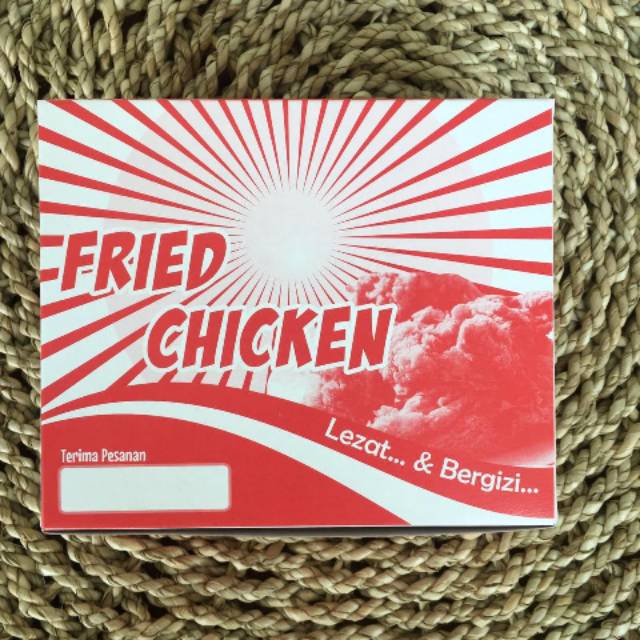 FRIED
CHICKEN
Lezat... & Bergizi...
Terima Pesanan